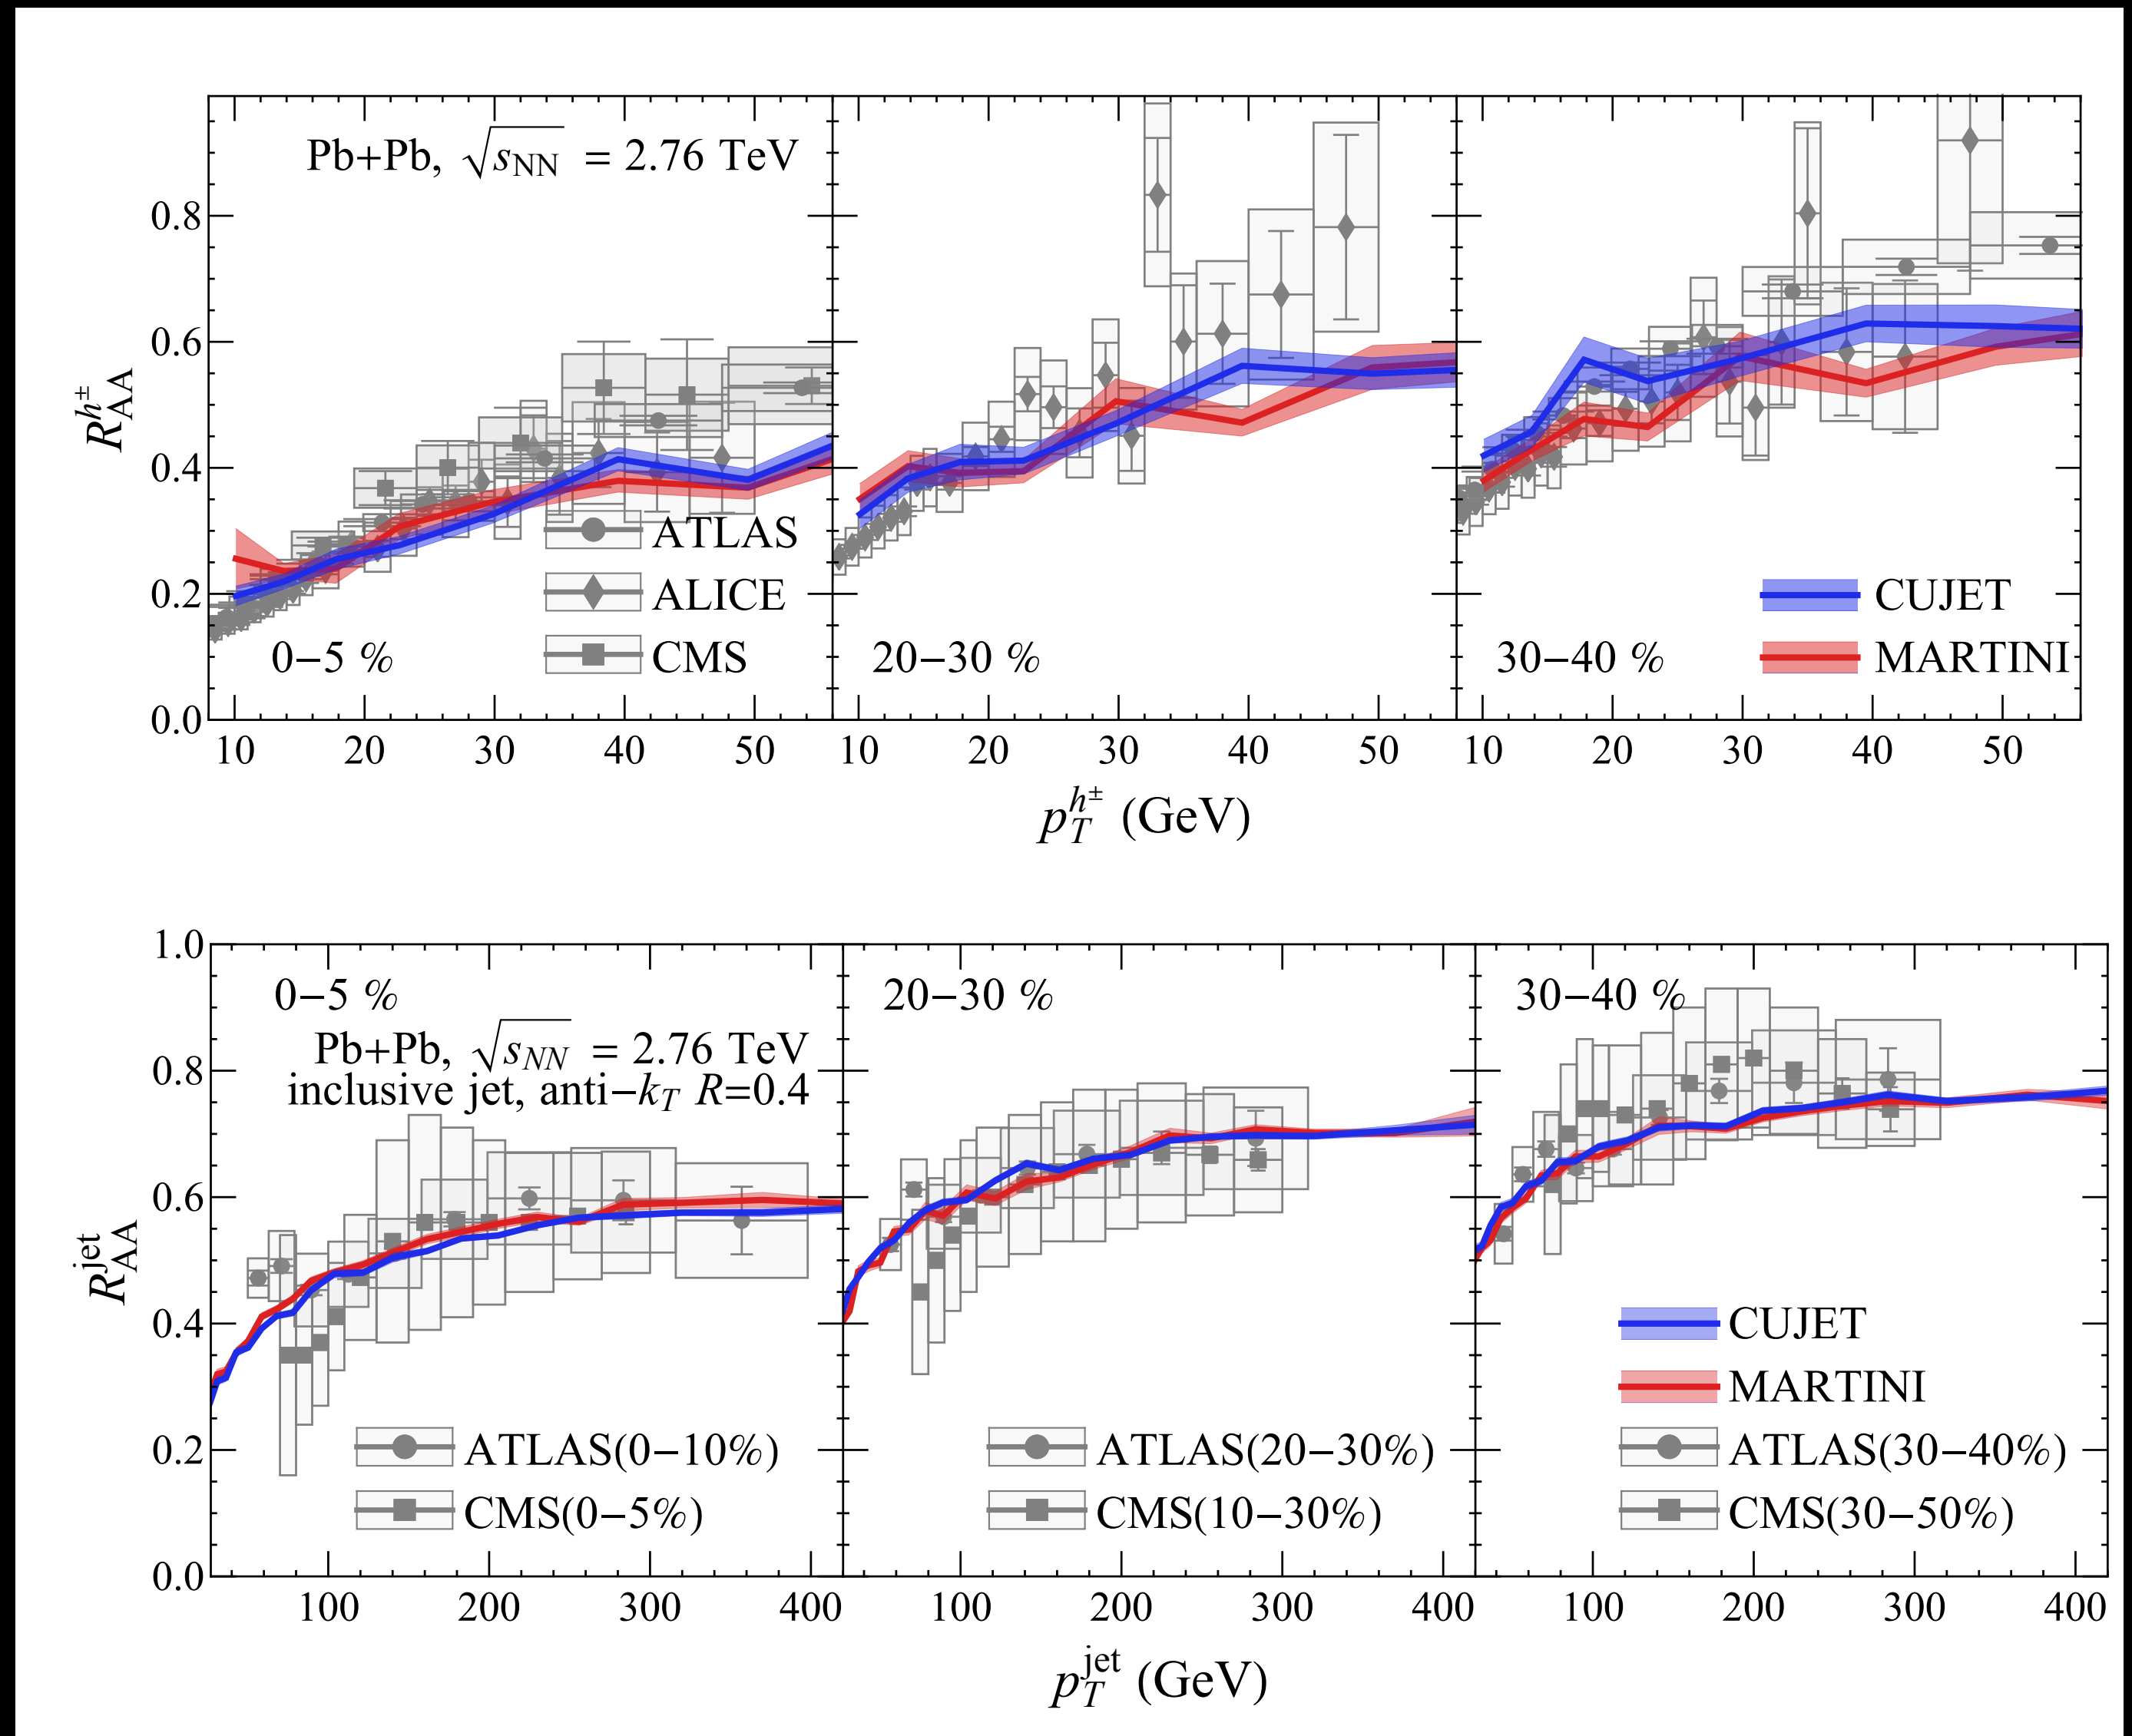 Pb+Pb, √sNN = 2.76 TeV
R_AA^h±
0.8
0.6
0.4
0.2
0.0
ATLAS
ALICE
CMS
0−5 %
20−30 %
30−40 %
CUJET
MARTINI
10 20 30 40 50 10 20 30 40 50 10 20 30 40 50
p_T^h± (GeV)
1.0
0.8
0.6
0.4
0.2
0.0
R_AA^jet
0−5 %
Pb+Pb, √sNN = 2.76 TeV
inclusive jet, anti−kT R=0.4
ATLAS(0−10%)
CMS(0−5%)
20−30 %
ATLAS(20−30%)
CMS(10−30%)
30−40 %
CUJET
MARTINI
ATLAS(30−40%)
CMS(30−50%)
100 200 300 400 100 200 300 400 100 200 300 400
p_T^jet (GeV)